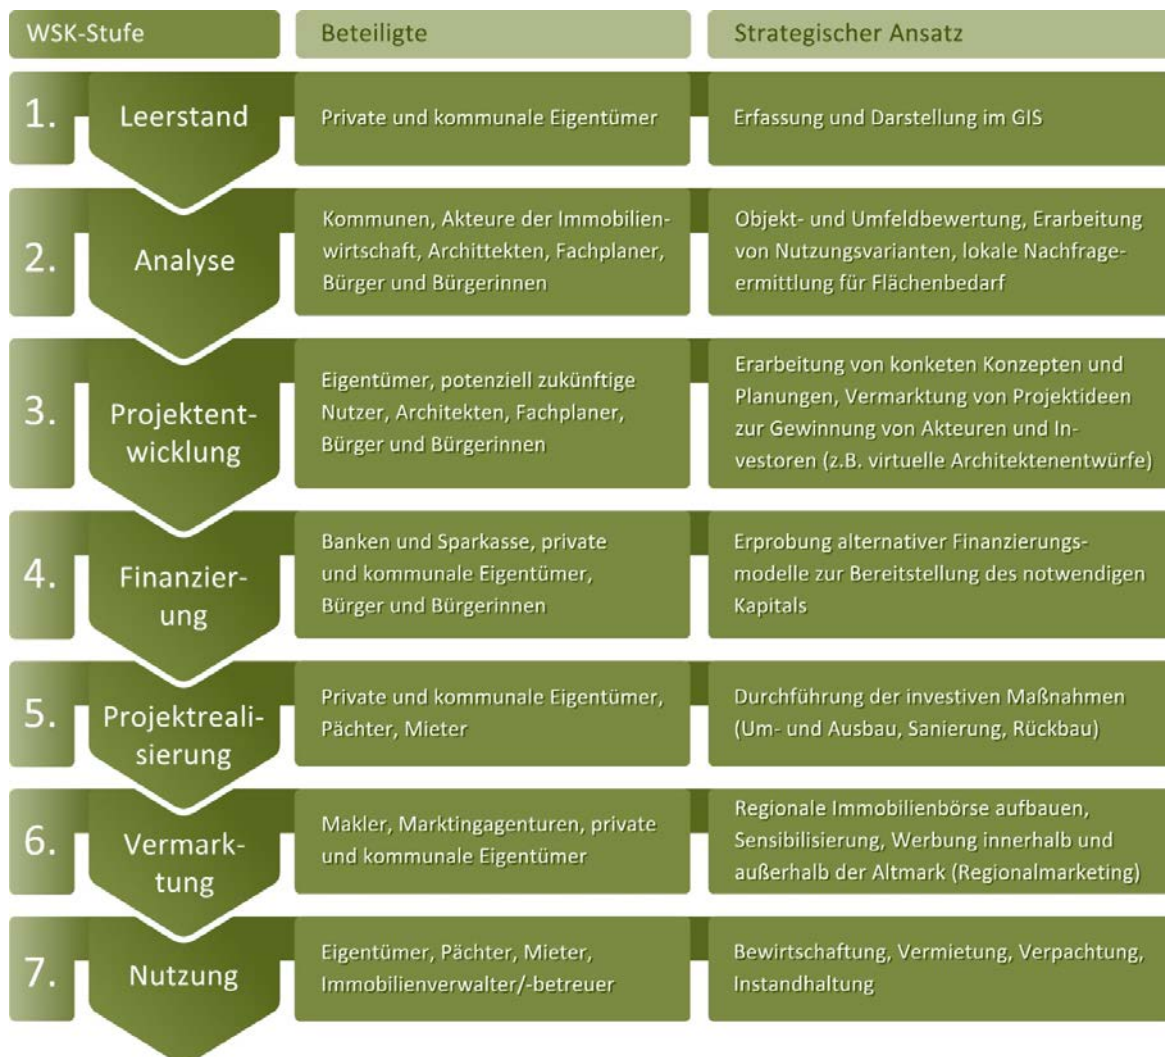 WSK-Stufe
Beteiligte
Strategischer Ansatz
1.
Leerstand
Private und kommunale Eigentümer
Erfassung und Darstellung im GIS
2.
Analyse
Kommunen, Akteure der Immobilien-
wirtschaft, Archittekten, Fachplaner,
Bürger und Bürgerinnen
Objekt- und Umfeldbewertung, Erarbeitung
von Nutzungsvarianten, lokale Nachfrage-
ermittlung für Flächenbedarf
3.
Projektent-
wicklung
Eigentümer, potenziell zukünftige
Nutzer, Architekten, Fachplaner,
Bürger und Bürgerinnen
Erarbeitung von konketen Konzepten und
Planungen, Vermarktung von Projektideen
zur Gewinnung von Akteuren und In-
vestoren (z.B. virtuelle Architektenentwürfe)
4.
Finanzier-
ung
Banken und Sparkasse, private
und kommunale Eigentümer,
Bürger und Bürgerinnen
Erprobung alternativer Finanzierungs-
modelle zur Bereitstellung des notwendigen
Kapitals
5.
Projektreali-
sierung
Private und kommunale Eigentümer,
Pächter, Mieter
Durchführung der investiven Maßnahmen
(Um- und Ausbau, Sanierung, Rückbau)
6.
Vermark-
tung
Makler, Marktingagenturen, private
und kommunale Eigentümer
Regionale Immobilienbörse aufbauen,
Sensibilisierung, Werbung innerhalb und
außerhalb der Altmark (Regionalmarketing)
7.
Nutzung
Eigentümer, Pächter, Mieter,
Immobilienverwalter/-betreuer
Bewirtschaftung, Vermietung, Verpachtung,
Instandhaltung